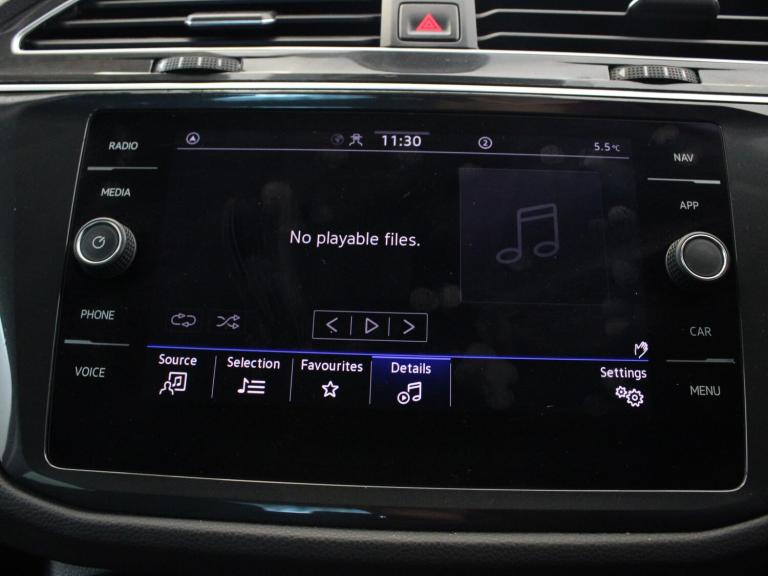 RADIO
11:30
2
5.5°C
NAV
MEDIA
APP
No playable files.
PHONE
CAR
VOICE
Source
Selection
Favourites
Details
Settings
MENU